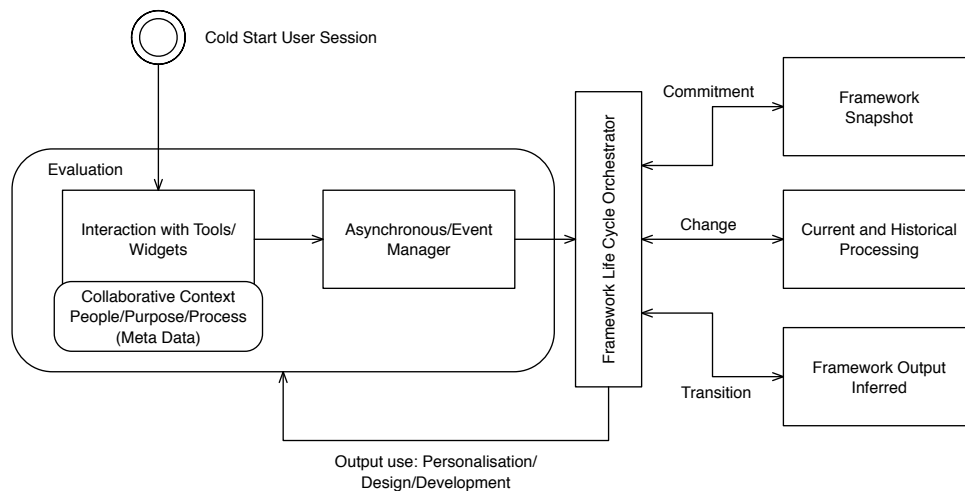 Cold Start User Session
Evaluation
Interaction with Tools/
Widgets
Collaborative Context
People/Purpose/Process
(Meta Data)
Asynchronous/Event
Manager
Framework Life Cycle Orchestrator
Commitment
Framework
Snapshot
Change
Current and Historical
Processing
Transition
Framework Output
Inferred
Output use: Personalisation/
Design/Development